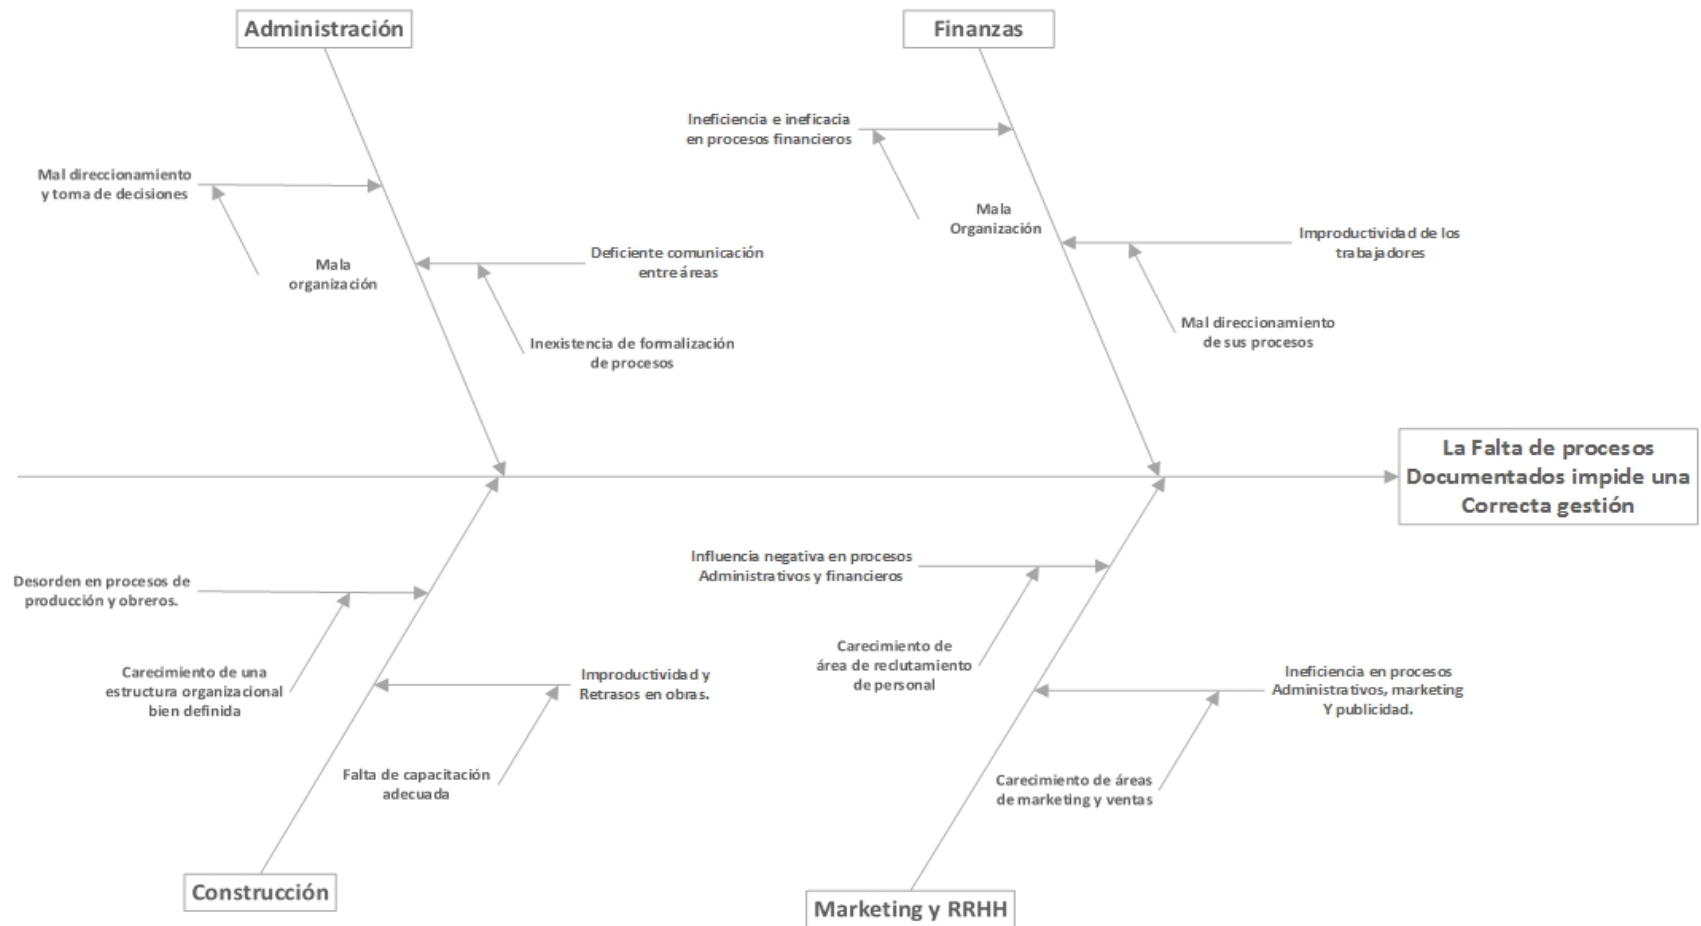 Administración
Finanzas
Ineficiencia e ineficacia
en procesos financieros
Mal direccionamiento
y toma de decisiones
Mala
Organización
Improductividad de los
trabajadores
Mala
organización
Deficiente comunicación
entre áreas
Mal direccionamiento
de sus procesos
Inexistencia de formalización
de procesos
La Falta de procesos
Documentados impide una
Correcta gestión
Influencia negativa en procesos
Administrativos y financieros
Desorden en procesos de
producción y obreros.
Carecimiento de
área de reclutamiento
de personal
Carecimiento de una
estructura organizacional
bien definida
Improductividad y
Retrasos en obras.
Ineficiencia en procesos
Administrativos, marketing
Y publicidad.
Falta de capacitación
adecuada
Carecimiento de áreas
de marketing y ventas
Construcción
Marketing y RRHH